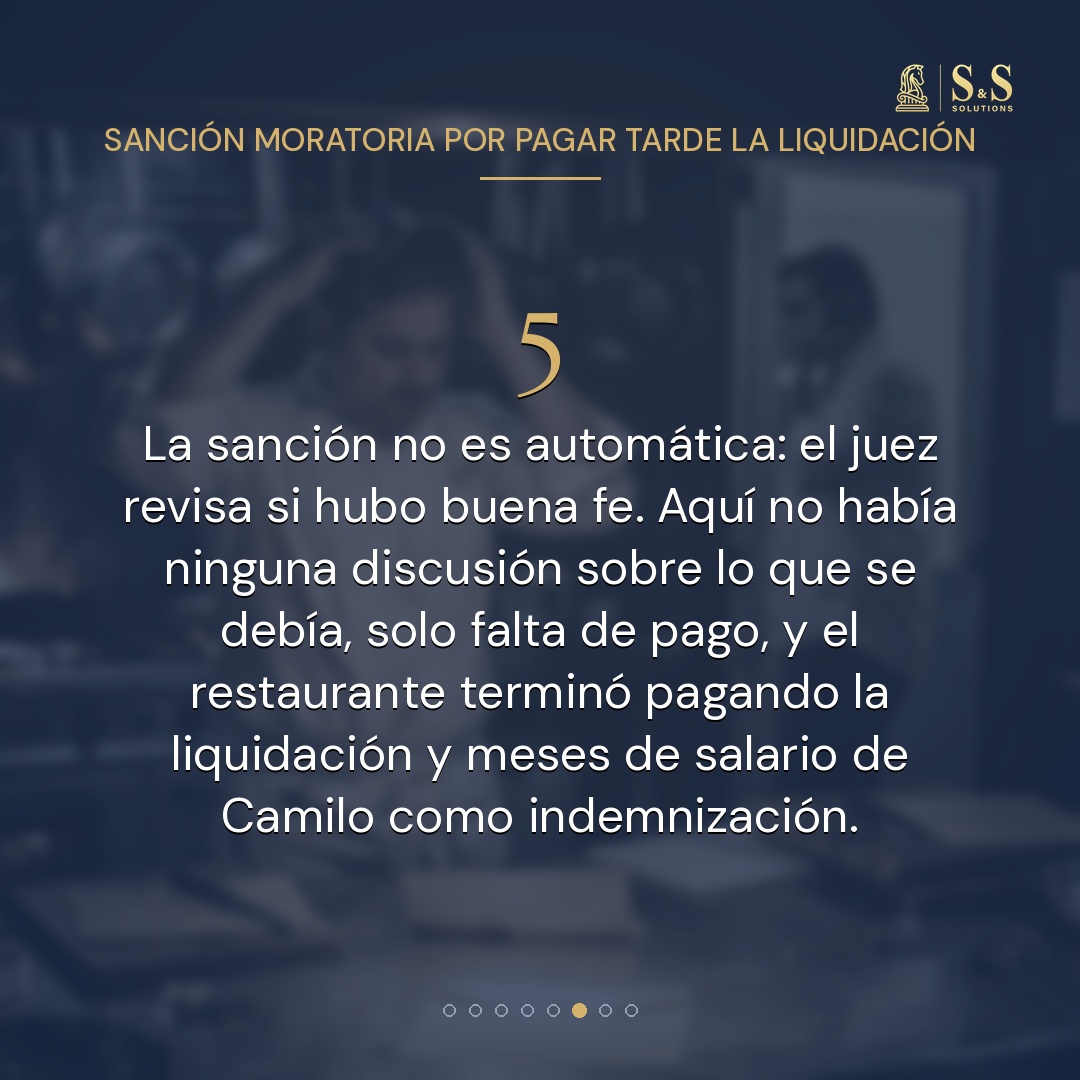 S&S
SOLUTIONS
SANCIÓN MORATORIA POR PAGAR TARDE LA LIQUIDACIÓN
5
La sanción no es automática: el juez
revisa si hubo buena fe. Aquí no había
ninguna discusión sobre lo que se
debía, solo falta de pago, y el
restaurante terminó pagando la
liquidación y meses de salario de
Camilo como indemnización.